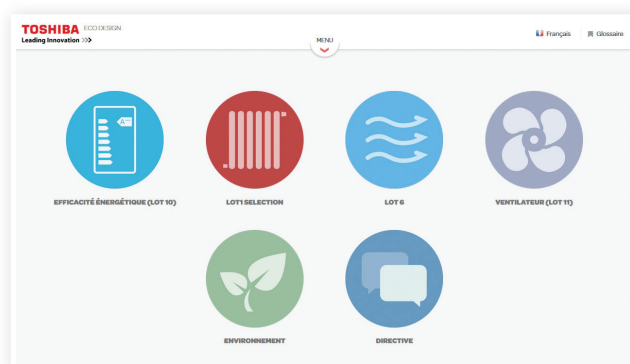 TOSHIBA ECO DESIGN
Leading Innovation >>>
MENU
Français
Glossaire
A
EFFICACITÉ ÉNERGÉTIQUE (LOT 10)
LOT1 SELECTION
LOT 6
VENTILATEUR (LOT 11)
ENVIRONNEMENT
DIRECTIVE